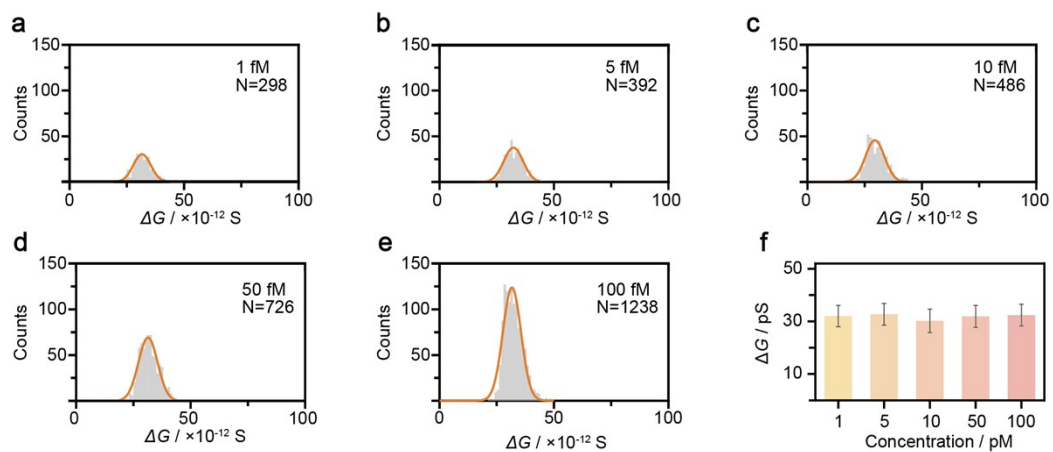 a
150
100
50
Counts
1 fM
N=298
0
50
100
ΔG / ×10⁻¹² S
b
150
100
50
Counts
5 fM
N=392
0
50
100
ΔG / ×10⁻¹² S
c
150
100
50
Counts
10 fM
N=486
0
50
100
ΔG / ×10⁻¹² S
d
150
100
50
0
Counts
50 fM
N=726
0
50
100
ΔG / ×10⁻¹² S
e
150
100
50
0
Counts
100 fM
N=1238
0
50
100
ΔG / ×10⁻¹² S
f
50
30
10
ΔG / pS
1
5
10
50
100
Concentration / pM